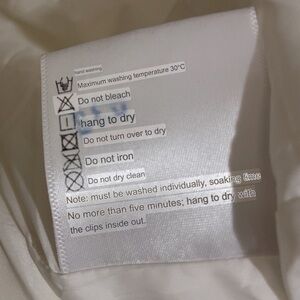 hand washing
Maximum washing temperature 30°C
Do not bleach
hang to dry
Do not turn over to dry
Do not iron
Do not dry clean
Note: must be washed individually, soaking time
No more than five minutes; hang to dry with
the clips inside out.